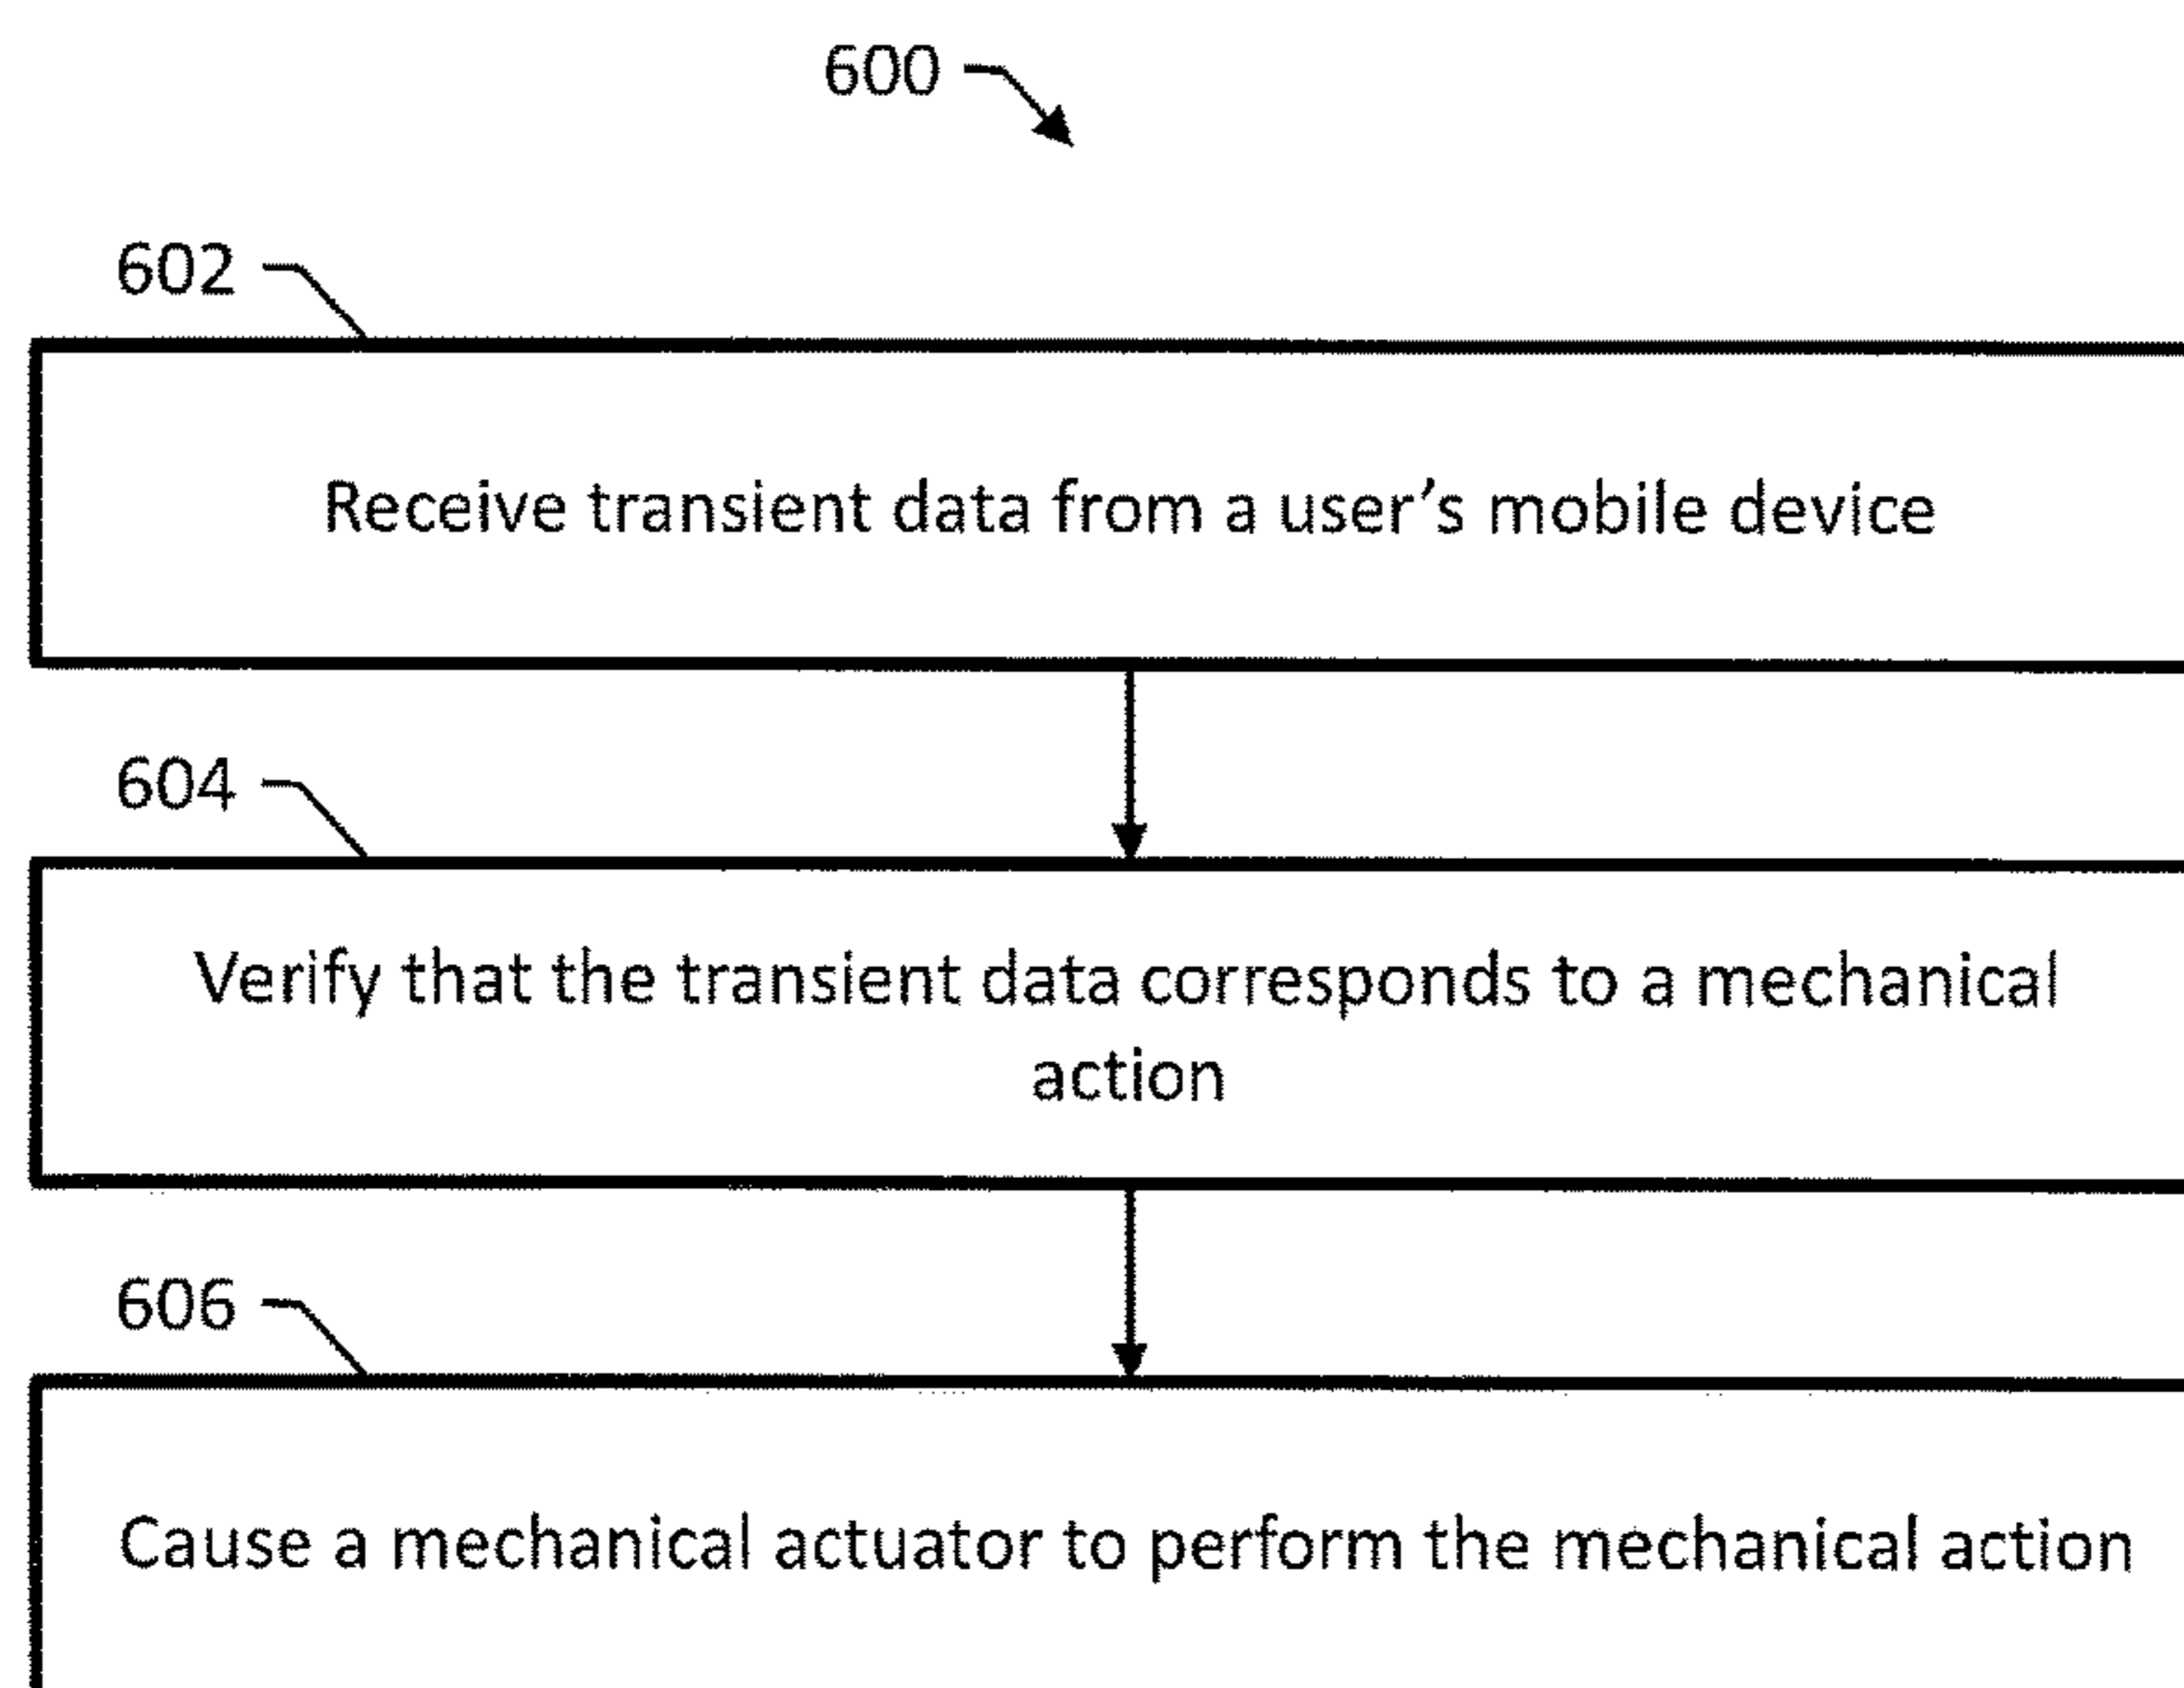 600
602
Receive transient data from a user’s mobile device
604
Verify that the transient data corresponds to a mechanical
action
606
Cause a mechanical actuator to perform the mechanical action